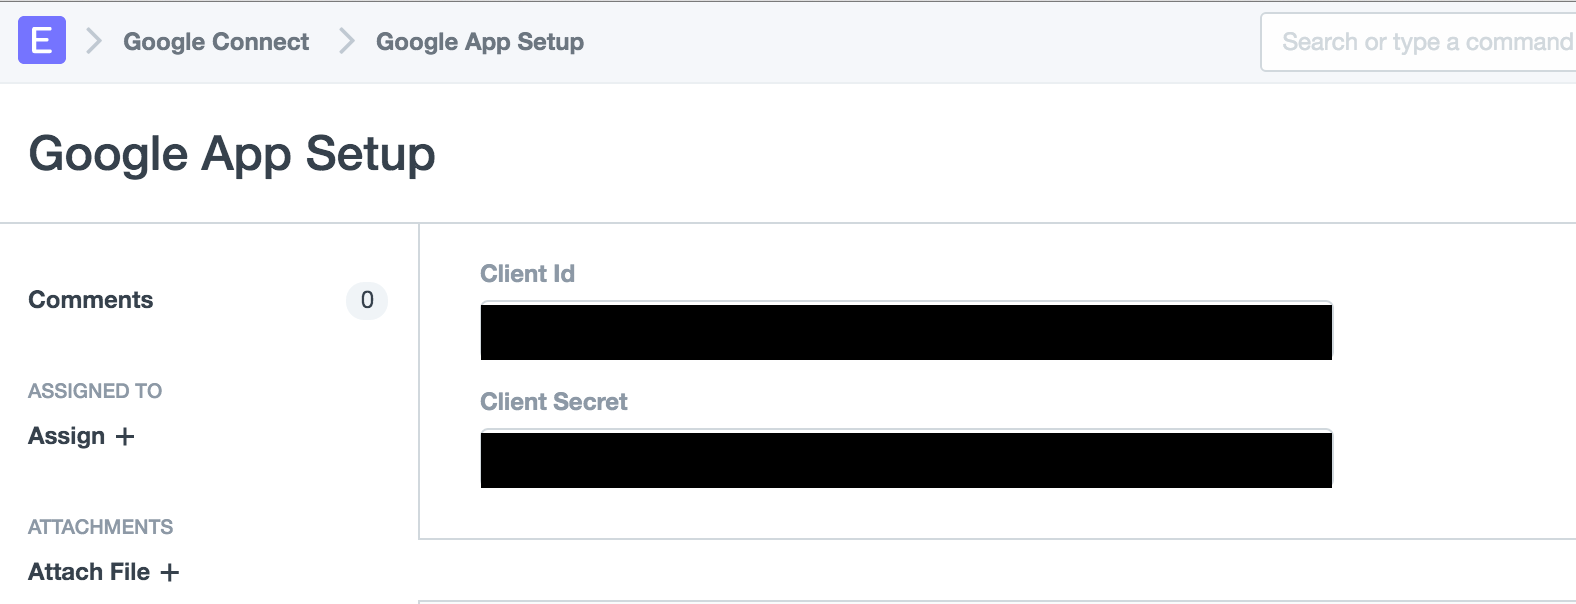 E Google Connect Google App Setup Search or type a command
Google App Setup
Comments 0
ASSIGNED TO
Assign +
ATTACHMENTS
Attach File +
Client Id
Client Secret